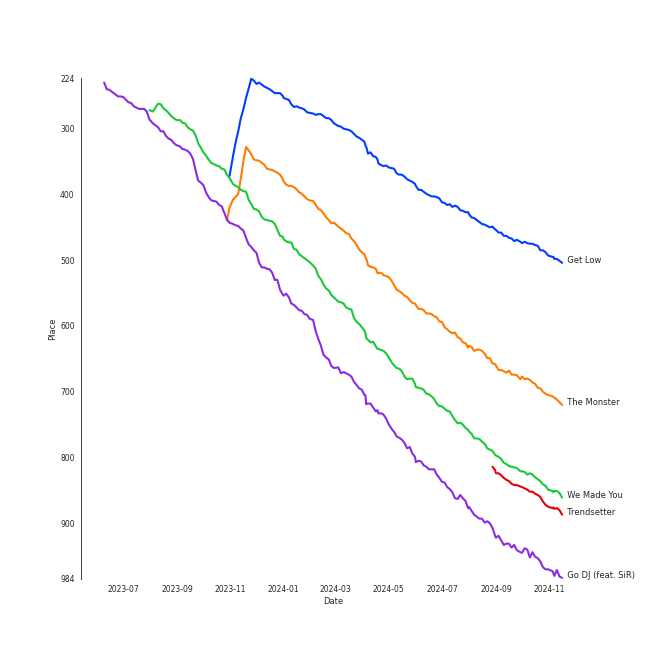 224
300
400
500
600
700
800
900
984
Place
2023-07
2023-09
2023-11
2024-01
2024-03
2024-05
2024-07
2024-09
2024-11
Date
Get Low
The Monster
We Made You
Trendsetter
Go DJ (feat. SiR)